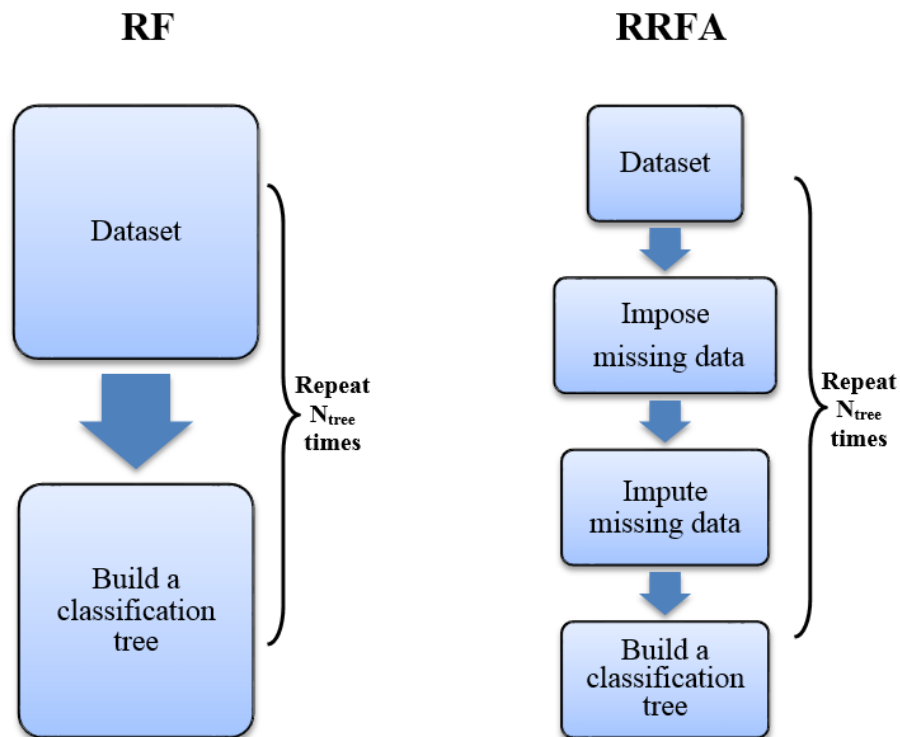 RF
Dataset
Build a
classification
tree
Repeat
Nₜᵣₑₑ
times
RRFA
Dataset
Impose
missing data
Impute
missing data
Build a
classification
tree
Repeat
Nₜᵣₑₑ
times